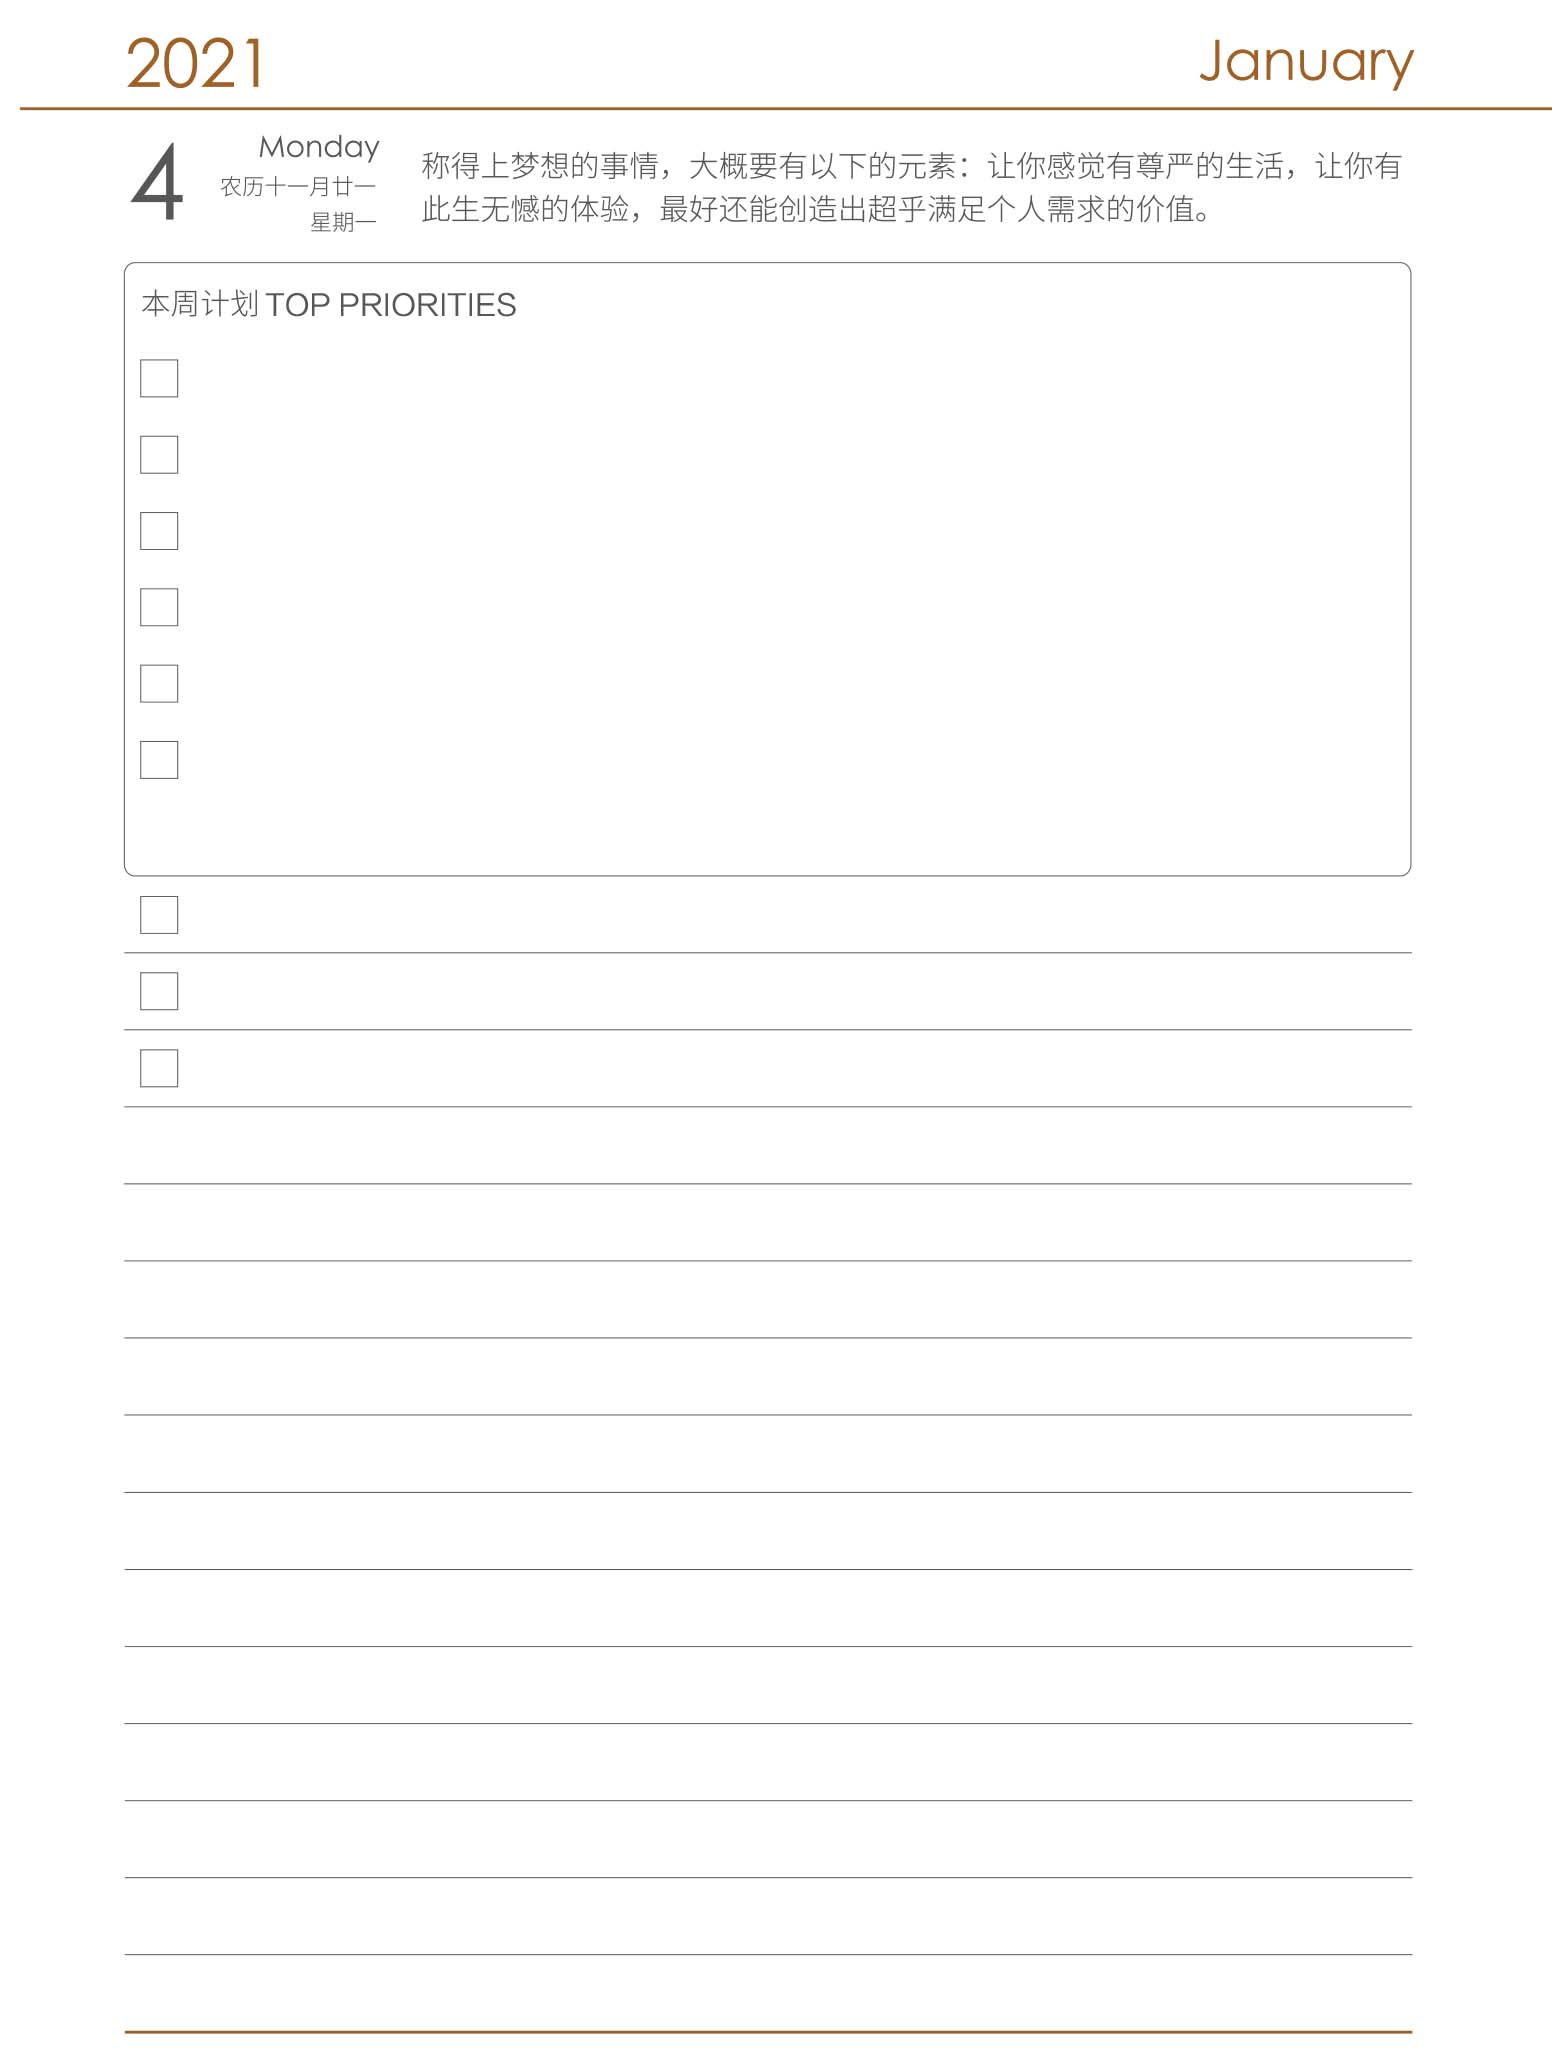 2021
January
4
Monday
农历十一月廿一
星期一
称得上梦想的事情，大概要有以下的元素：让你感觉有尊严的生活，让你有
此生无憾的体验，最好还能创造出超乎满足个人需求的价值。
本周计划 TOP PRIORITIES